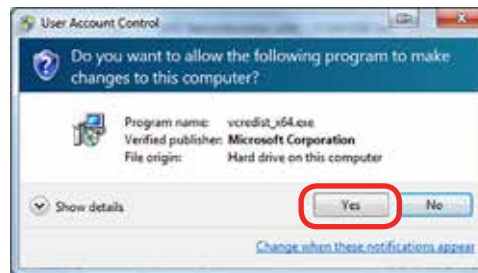 User Account Control
Do you want to allow the following program to make
changes to this computer?
Program name: vcredist_x64.exe
Verified publisher: Microsoft Corporation
File origin: Hard drive on this computer
Show details
Yes
No
Change when these notifications appear